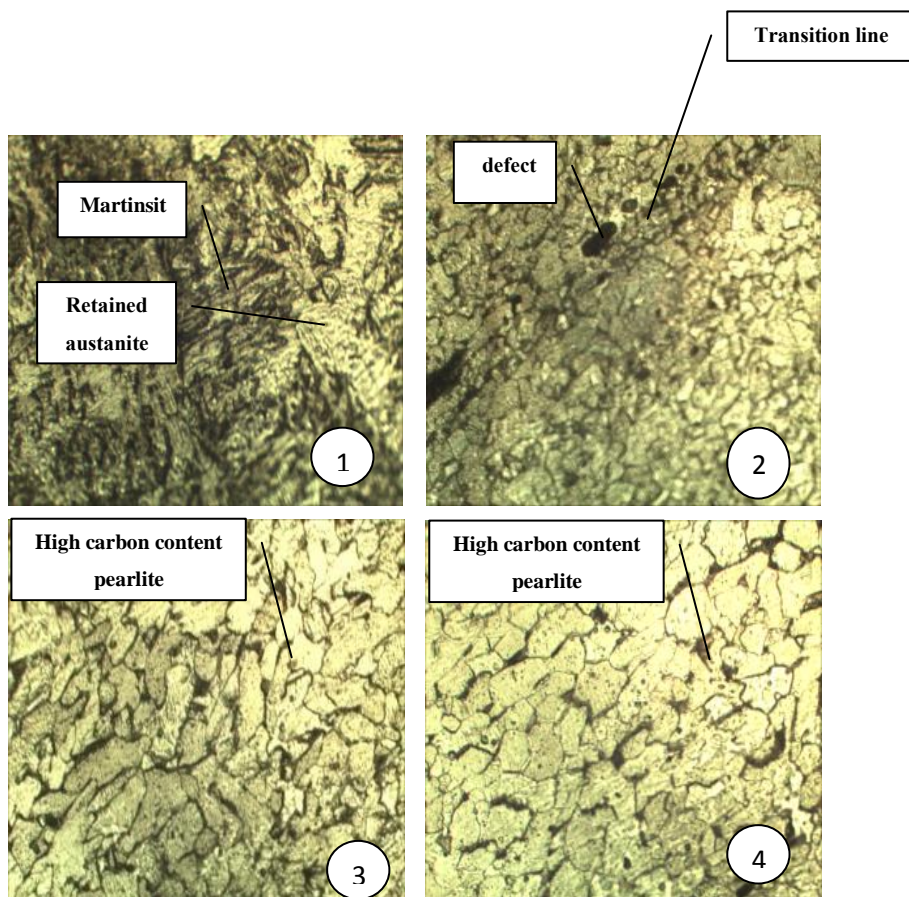 Transition line
defect
Martinsit
Retained
austanite
1
2
High carbon content
pearlite
High carbon content
pearlite
3
4